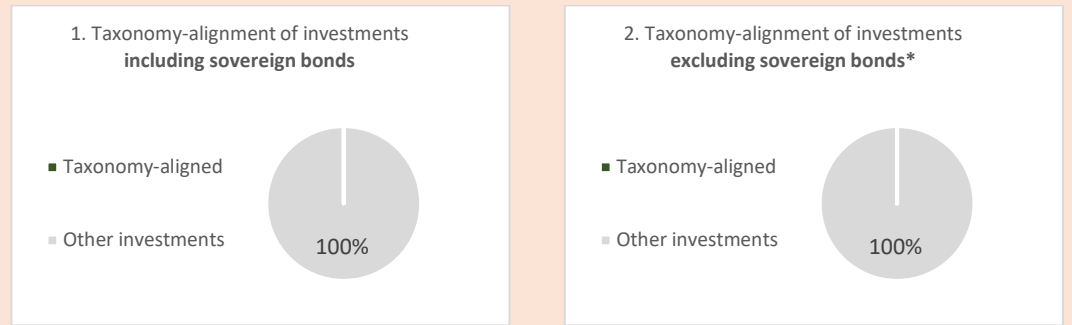 1. Taxonomy-alignment of investments
including sovereign bonds
Taxonomy-aligned
Other investments
100%
2. Taxonomy-alignment of investments
excluding sovereign bonds*
Taxonomy-aligned
Other investments
100%